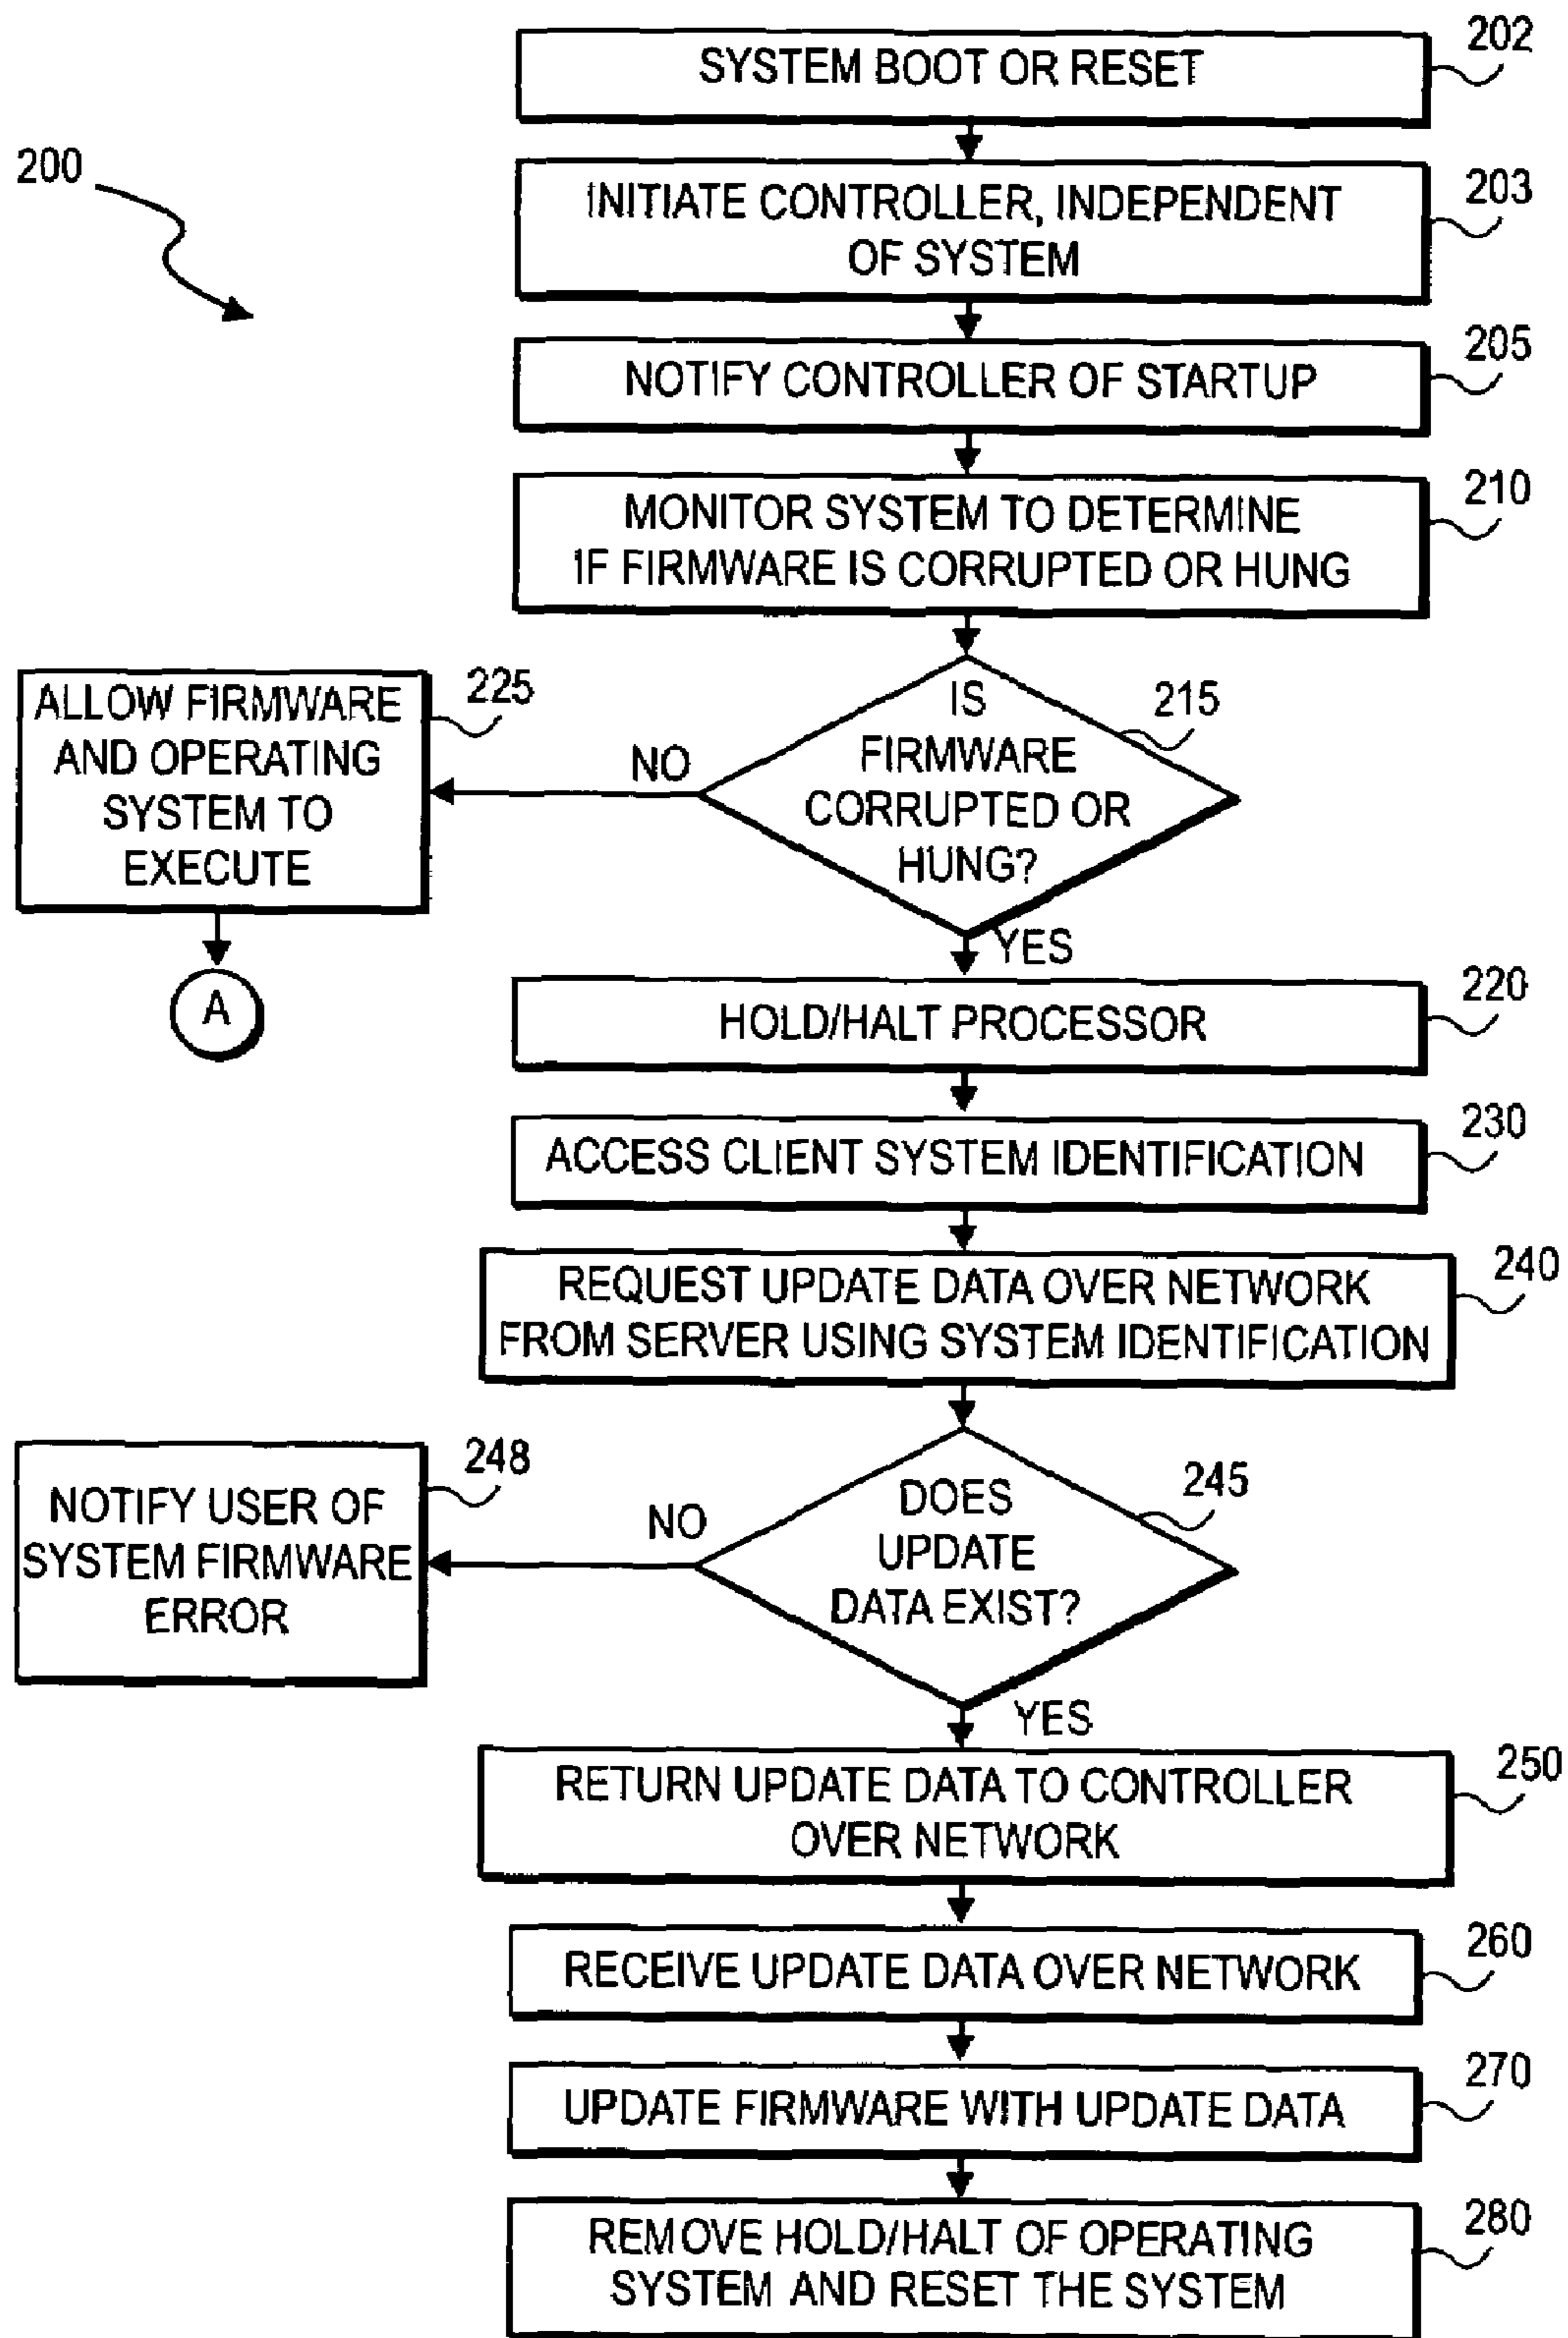 202
SYSTEM BOOT OR RESET
200
203
INITIATE CONTROLLER, INDEPENDENT
OF SYSTEM
205
NOTIFY CONTROLLER OF STARTUP
210
MONITOR SYSTEM TO DETERMINE
IF FIRMWARE IS CORRUPTED OR HUNG
215
IS
FIRMWARE
CORRUPTED OR
HUNG?
NO
225
ALLOW FIRMWARE
AND OPERATING
SYSTEM TO
EXECUTE
A
YES
220
HOLD/HALT PROCESSOR
230
ACCESS CLIENT SYSTEM IDENTIFICATION
240
REQUEST UPDATE DATA OVER NETWORK
FROM SERVER USING SYSTEM IDENTIFICATION
245
DOES
UPDATE
DATA EXIST?
NO
248
NOTIFY USER OF
SYSTEM FIRMWARE
ERROR
YES
250
RETURN UPDATE DATA TO CONTROLLER
OVER NETWORK
260
RECEIVE UPDATE DATA OVER NETWORK
270
UPDATE FIRMWARE WITH UPDATE DATA
280
REMOVE HOLD/HALT OF OPERATING
SYSTEM AND RESET THE SYSTEM